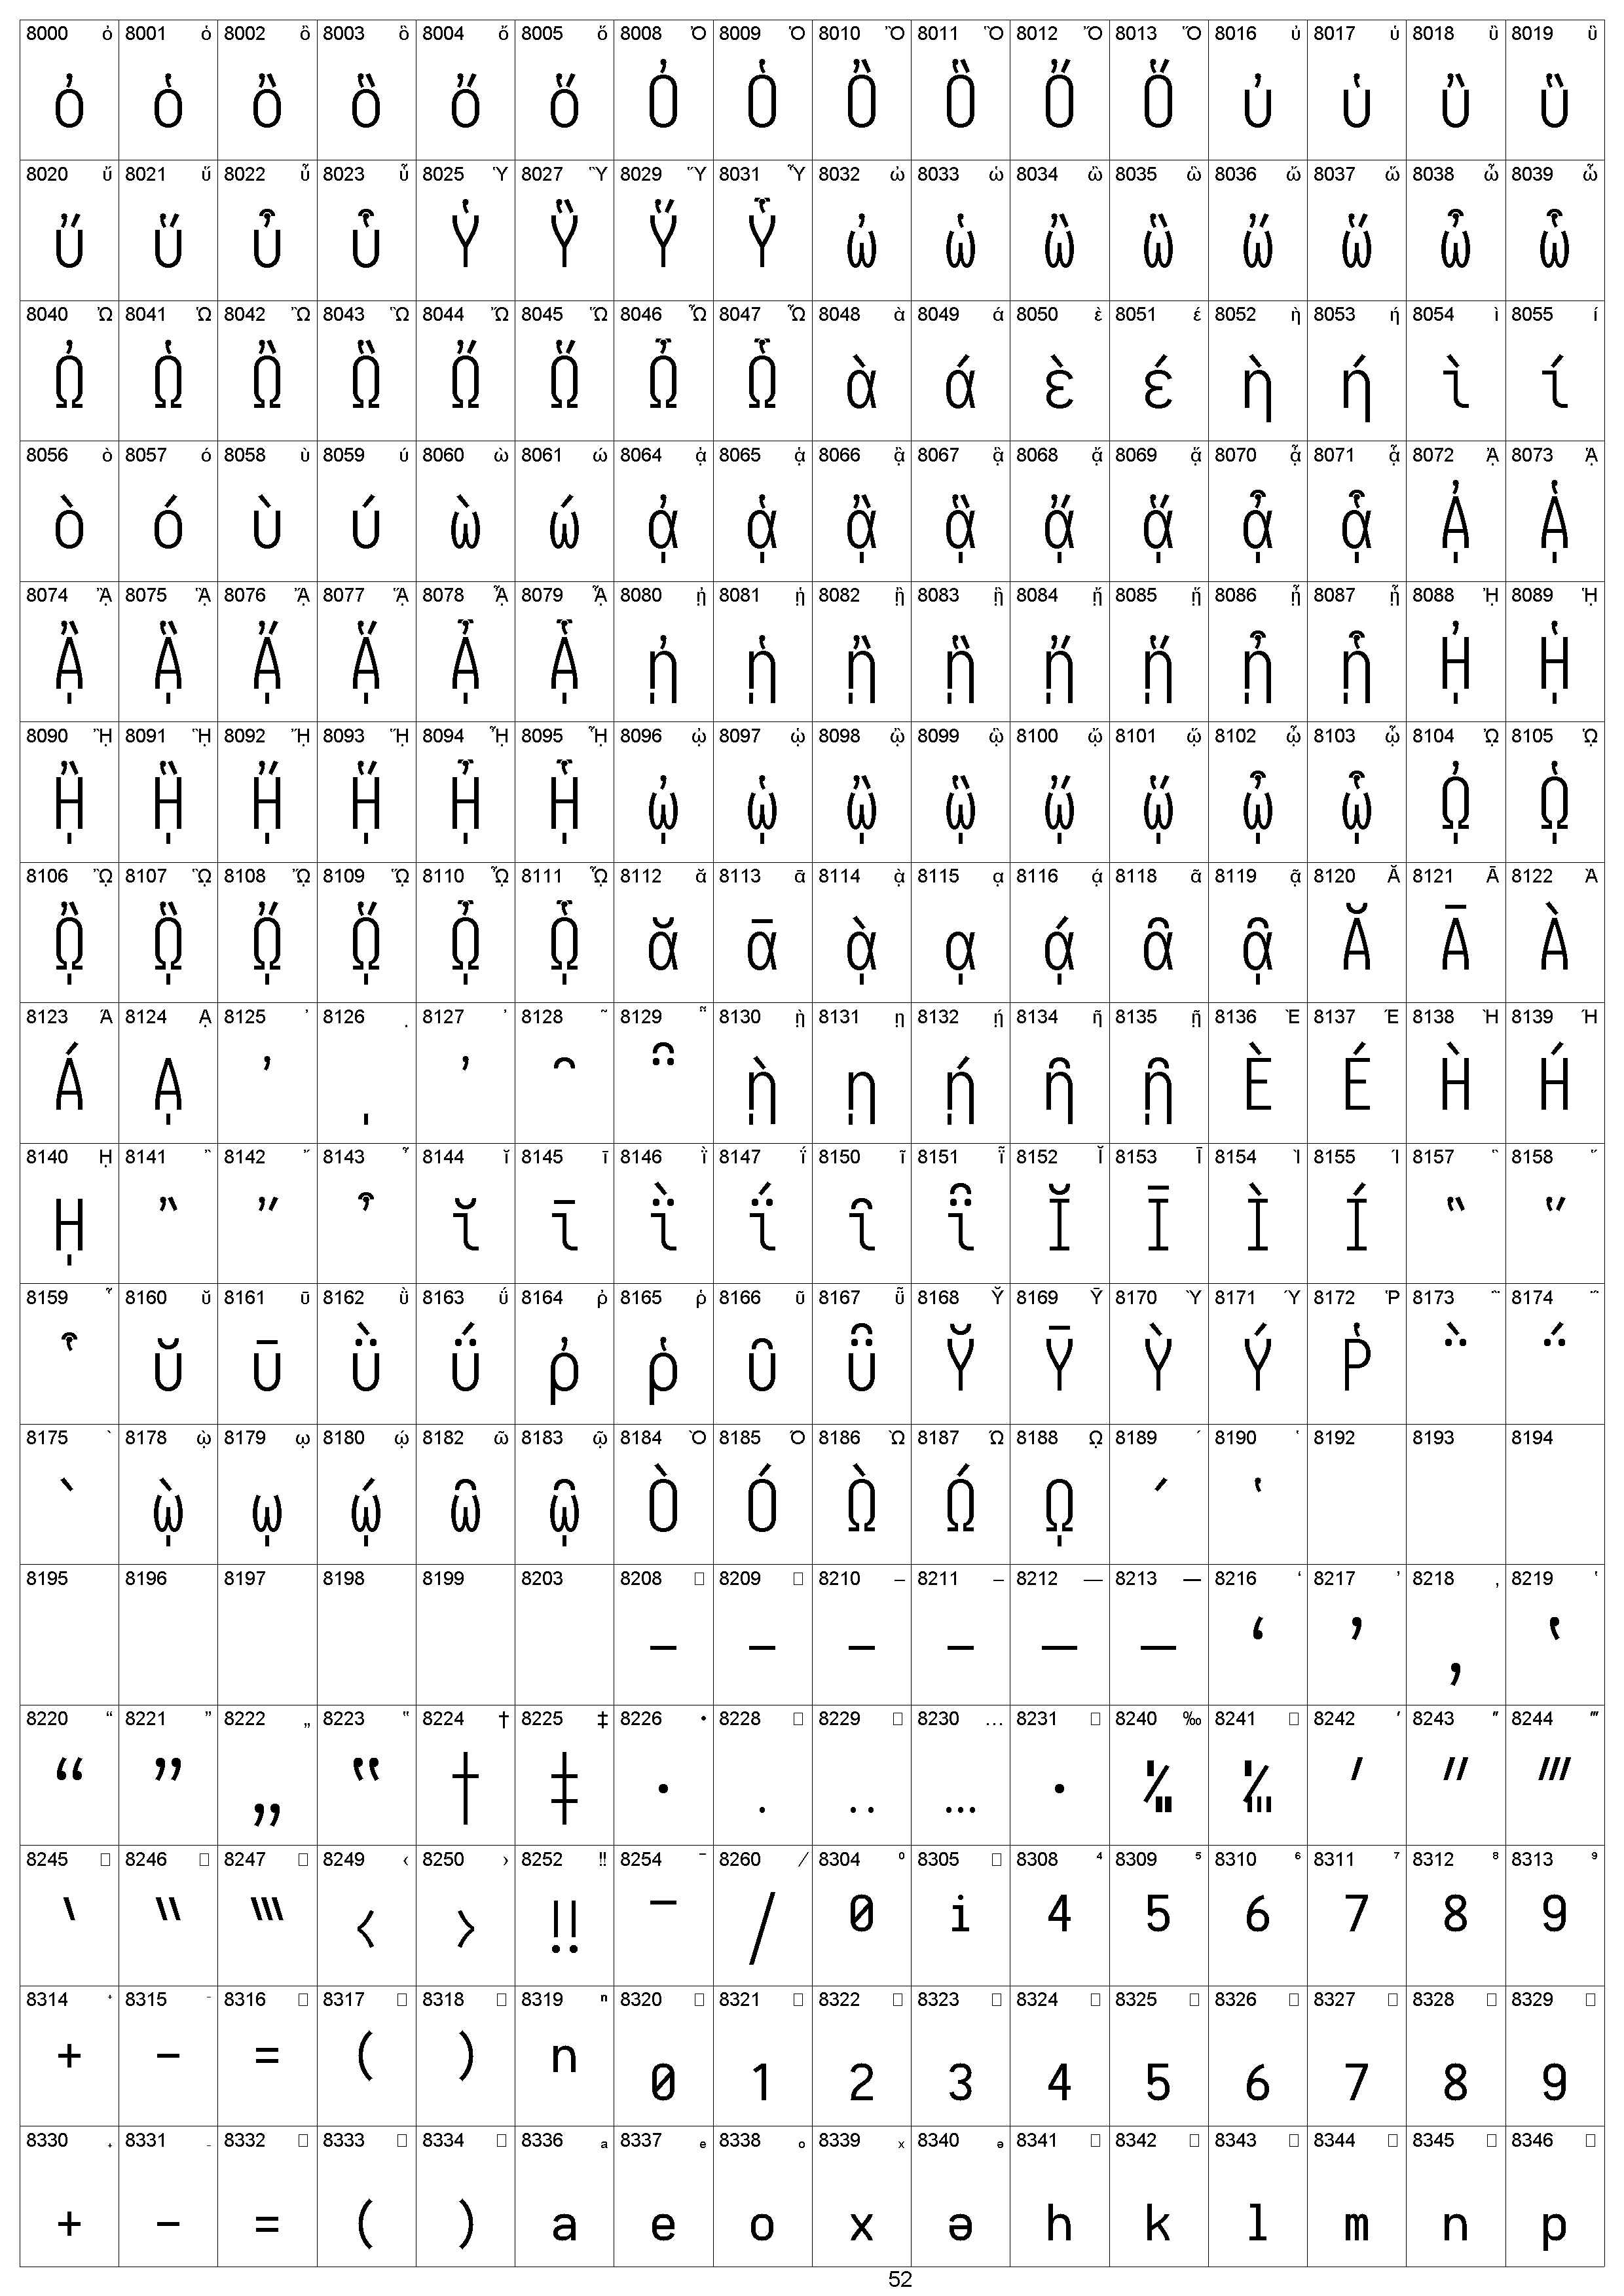 8000 ὀ 8001 ὁ 8002 ὂ 8003 ὃ 8004 ὄ 8005 ὅ 8008 Ὀ 8009 Ὁ 8010 Ὂ 8011 Ὃ 8012 Ὄ 8013 Ὅ 8016 ὐ 8017 ὑ 8018 ὒ 8019 ὓ
ὀ ὁ ὂ ὃ ὄ ὅ Ὀ Ὁ Ὂ Ὃ Ὄ Ὅ ὐ ὑ ὒ ὓ
8020 ὔ 8021 ὕ 8022 ὖ 8023 ὗ 8025 Ὑ 8027 Ὓ 8029 Ὕ 8031 Ὗ 8032 ὠ 8033 ὡ 8034 ὢ 8035 ὣ 8036 ὤ 8037 ὥ 8038 ὦ 8039 ὧ
ὔ ὕ ὖ ὗ Ὑ Ὓ Ὕ Ὗ ὠ ὡ ὢ ὣ ὤ ὥ ὦ ὧ
8040 Ὠ 8041 Ὡ 8042 Ὢ 8043 Ὣ 8044 Ὤ 8045 Ὥ 8046 Ὦ 8047 Ὧ 8048 ὰ 8049 ά 8050 ὲ 8051 έ 8052 ὴ 8053 ή 8054 ὶ 8055 ί
Ὠ Ὡ Ὢ Ὣ Ὤ Ὥ Ὦ Ὧ ὰ ά ὲ έ ὴ ή ὶ ί
8056 ὸ 8057 ό 8058 ὺ 8059 ύ 8060 ὼ 8061 ώ 8064 ᾀ 8065 ᾁ 8066 ᾂ 8067 ᾃ 8068 ᾄ 8069 ᾅ 8070 ᾆ 8071 ᾇ 8072 ᾈ 8073 ᾉ
ὸ ό ὺ ύ ὼ ώ ᾀ ᾁ ᾂ ᾃ ᾄ ᾅ ᾆ ᾇ ᾈ ᾉ
8074 ᾊ 8075 ᾋ 8076 ᾌ 8077 ᾍ 8078 ᾎ 8079 ᾏ 8080 ᾐ 8081 ᾑ 8082 ᾒ 8083 ᾓ 8084 ᾔ 8085 ᾕ 8086 ᾖ 8087 ᾗ 8088 ᾘ 8089 ᾙ
ᾊ ᾋ ᾌ ᾍ ᾎ ᾏ ᾐ ᾑ ᾒ ᾓ ᾔ ᾕ ᾖ ᾗ ᾘ ᾙ
8090 ᾚ 8091 ᾛ 8092 ᾜ 8093 ᾝ 8094 ᾞ 8095 ᾟ 8096 ᾠ 8097 ᾡ 8098 ᾢ 8099 ᾣ 8100 ᾤ 8101 ᾥ 8102 ᾦ 8103 ᾧ 8104 ᾨ 8105 ᾩ
ᾚ ᾛ ᾜ ᾝ ᾞ ᾟ ᾠ ᾡ ᾢ ᾣ ᾤ ᾥ ᾦ ᾧ ᾨ ᾩ
8106 ᾪ 8107 ᾫ 8108 ᾬ 8109 ᾭ 8110 ᾮ 8111 ᾯ 8112 ᾰ 8113 ᾱ 8114 ᾲ 8115 ᾳ 8116 ᾴ 8118 ᾶ 8119 ᾷ 8120 Ᾰ 8121 Ᾱ 8122 Ὰ
ᾪ ᾫ ᾬ ᾭ ᾮ ᾯ ᾰ ᾱ ᾲ ᾳ ᾴ ᾶ ᾷ Ᾰ Ᾱ Ὰ
8123 Ά 8124 ᾼ 8125 ᾽ 8126 ι 8127 ᾿ 8128 ῀ 8129 ῁ 8130 ῂ 8131 ῃ 8132 ῄ 8134 ῆ 8135 ῇ 8136 Ὲ 8137 Έ 8138 Ὴ 8139 Ή
Ά ᾼ ᾽ ι ᾿ ῀ ῁ ῂ ῃ ῄ ῆ ῇ Ὲ Έ Ὴ Ή
8140 ῌ 8141 ῍ 8142 ῎ 8143 ῏ 8144 ῐ 8145 ῑ 8146 ῒ 8147 ΐ 8150 ῖ 8151 ῗ 8152 Ῐ 8153 Ῑ 8154 Ὶ 8155 Ί 8157 ῝ 8158 ῞
ῌ ῍ ῎ ῏ ῐ ῑ ῒ ΐ ῖ ῗ Ῐ Ῑ Ὶ Ί ῝ ῞
8159 ῟ 8160 ῠ 8161 ῡ 8162 ῢ 8163 ΰ 8164 ῤ 8165 ῥ 8166 ῦ 8167 ῧ 8168 Ῠ 8169 Ῡ 8170 Ὺ 8171 Ύ 8172 Ῥ 8173 ῭ 8174 ΅
῟ ῠ ῡ ῢ ΰ ῤ ῥ ῦ ῧ Ῠ Ῡ Ὺ Ύ Ῥ ῭ ΅
8175 ` 8178 ῲ 8179 ῳ 8180 ῴ 8182 ῶ 8183 ῷ 8184 Ὸ 8185 Ό 8186 Ὼ 8187 Ώ 8188 ῼ 8189 ´ 8190 ῾ 8192 8193 8194
` ῲ ῳ ῴ ῶ ῷ Ὸ Ό Ὼ Ώ ῼ ´ ῾
8195 8196 8197 8198 8199 8203 8208 □ 8209 □ 8210 ‒ 8211 – 8212 — 8213 ― 8216 ‘ 8217 ’ 8218 ‚ 8219 ‛
‐ ‑ ‒ – — ― ‘ ’ ‚ ‛
8220 “ 8221 ” 8222 „ 8223 ‟ 8224 † 8225 ‡ 8226 • 8228 □ 8229 □ 8230 … 8231 □ 8240 ‰ 8241 □ 8242 ′ 8243 ″ 8244 ‴
“ ” „ ‟ † ‡ • ․ ‥ … ‧ ‰ ‱ ′ ″ ‴
8245 □ 8246 □ 8247 □ 8249 ‹ 8250 › 8252 ‼ 8254 ‾ 8260 ⁄ 8304 ⁰ 8305 □ 8308 ⁴ 8309 ⁵ 8310 ⁶ 8311 ⁷ 8312 ⁸ 8313 ⁹
‵ ‶ ‷ ‹ › ‼ ‾ ⁄ ⁰ ⁱ ⁴ ⁵ ⁶ ⁷ ⁸ ⁹
8314 ⁺ 8315 ⁻ 8316 □ 8317 □ 8318 □ 8319 ⁿ 8320 □ 8321 □ 8322 □ 8323 □ 8324 □ 8325 □ 8326 □ 8327 □ 8328 □ 8329 □
⁺ ⁻ ⁼ ⁽ ⁾ ⁿ ₀ ₁ ₂ ₃ ₄ ₅ ₆ ₇ ₈ ₉
8330 ₊ 8331 ₋ 8332 □ 8333 □ 8334 □ 8336 ₐ 8337 ₑ 8338 ₒ 8339 ₓ 8340 ₔ 8341 □ 8342 □ 8343 □ 8344 □ 8345 □ 8346 □
₊ ₋ ₌ ₍ ₎ ₐ ₑ ₒ ₓ ₔ ₕ ₖ ₗ ₘ ₙ ₚ
52